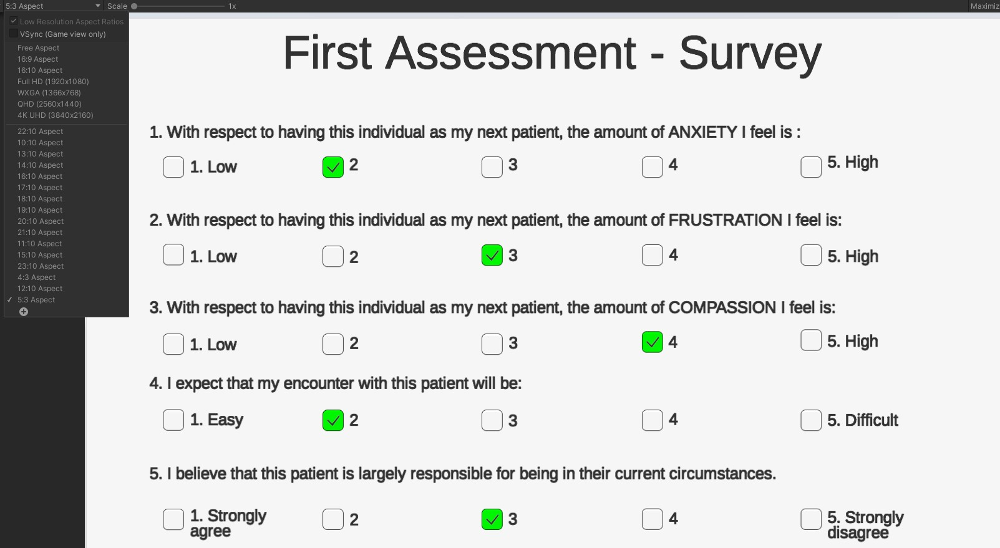 5:3 Aspect Scale 1x
Low Resolution Aspect Ratios
VSync (Game view only)
Free Aspect
16:9 Aspect
16:10 Aspect
Full HD (1920x1080)
WXGA (1366x768)
QHD (2560x1440)
4K UHD (3840x2160)
22:10 Aspect
10:10 Aspect
13:10 Aspect
14:10 Aspect
16:10 Aspect
17:10 Aspect
18:10 Aspect
19:10 Aspect
20:10 Aspect
21:10 Aspect
11:10 Aspect
15:10 Aspect
23:10 Aspect
4:3 Aspect
12:10 Aspect
5:3 Aspect
Maximiz
First Assessment - Survey
1. With respect to having this individual as my next patient, the amount of ANXIETY I feel is :
1. Low 2 3 4 5. High
2. With respect to having this individual as my next patient, the amount of FRUSTRATION I feel is:
1. Low 2 3 4 5. High
3. With respect to having this individual as my next patient, the amount of COMPASSION I feel is:
1. Low 2 3 4 5. High
4. I expect that my encounter with this patient will be:
1. Easy 2 3 4 5. Difficult
5. I believe that this patient is largely responsible for being in their current circumstances.
1. Strongly agree 2 3 4 5. Strongly disagree